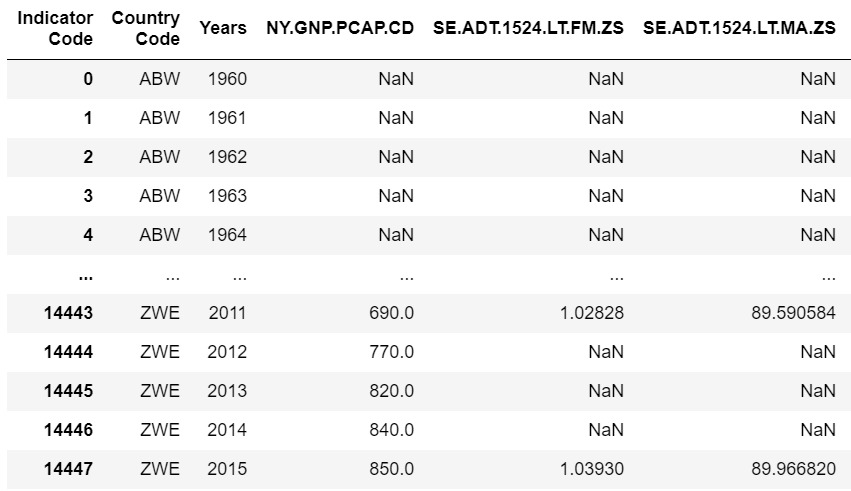 Indicator Code Country Code Years NY.GNP.PCAP.CD SE.ADT.1524.LT.FM.ZS SE.ADT.1524.LT.MA.ZS
0 ABW 1960 NaN NaN NaN
1 ABW 1961 NaN NaN NaN
2 ABW 1962 NaN NaN NaN
3 ABW 1963 NaN NaN NaN
4 ABW 1964 NaN NaN NaN
... ... ... ... ... ...
14443 ZWE 2011 690.0 1.02828 89.590584
14444 ZWE 2012 770.0 NaN NaN
14445 ZWE 2013 820.0 NaN NaN
14446 ZWE 2014 840.0 NaN NaN
14447 ZWE 2015 850.0 1.03930 89.966820